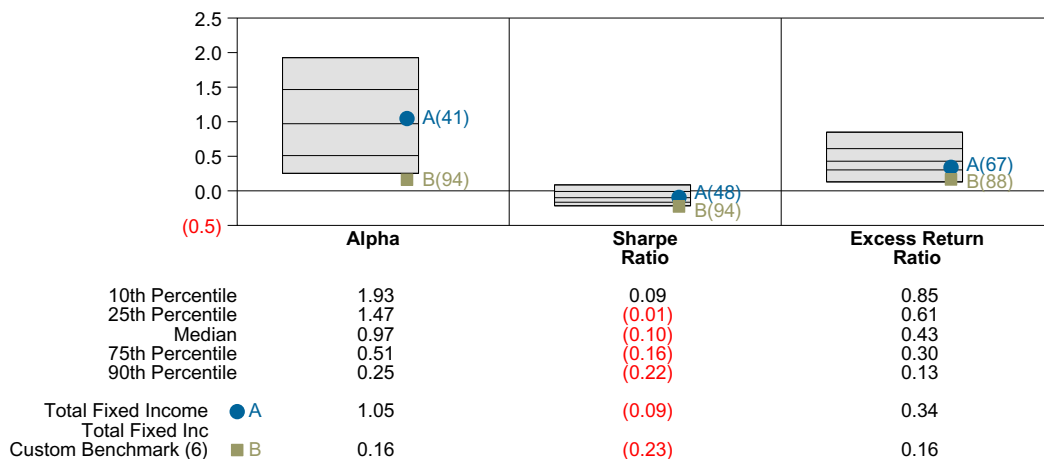 2.5
2.0
1.5
1.0
0.5
0.0
(0.5)
A(41)
B(94)
A(48)
B(94)
A(67)
B(88)
Alpha
Sharpe
Ratio
Excess Return
Ratio
10th Percentile 1.93 0.09 0.85
25th Percentile 1.47 (0.01) 0.61
Median 0.97 (0.10) 0.43
75th Percentile 0.51 (0.16) 0.30
90th Percentile 0.25 (0.22) 0.13
Total Fixed Income A 1.05 (0.09) 0.34
Total Fixed Inc
Custom Benchmark (6) B 0.16 (0.23) 0.16